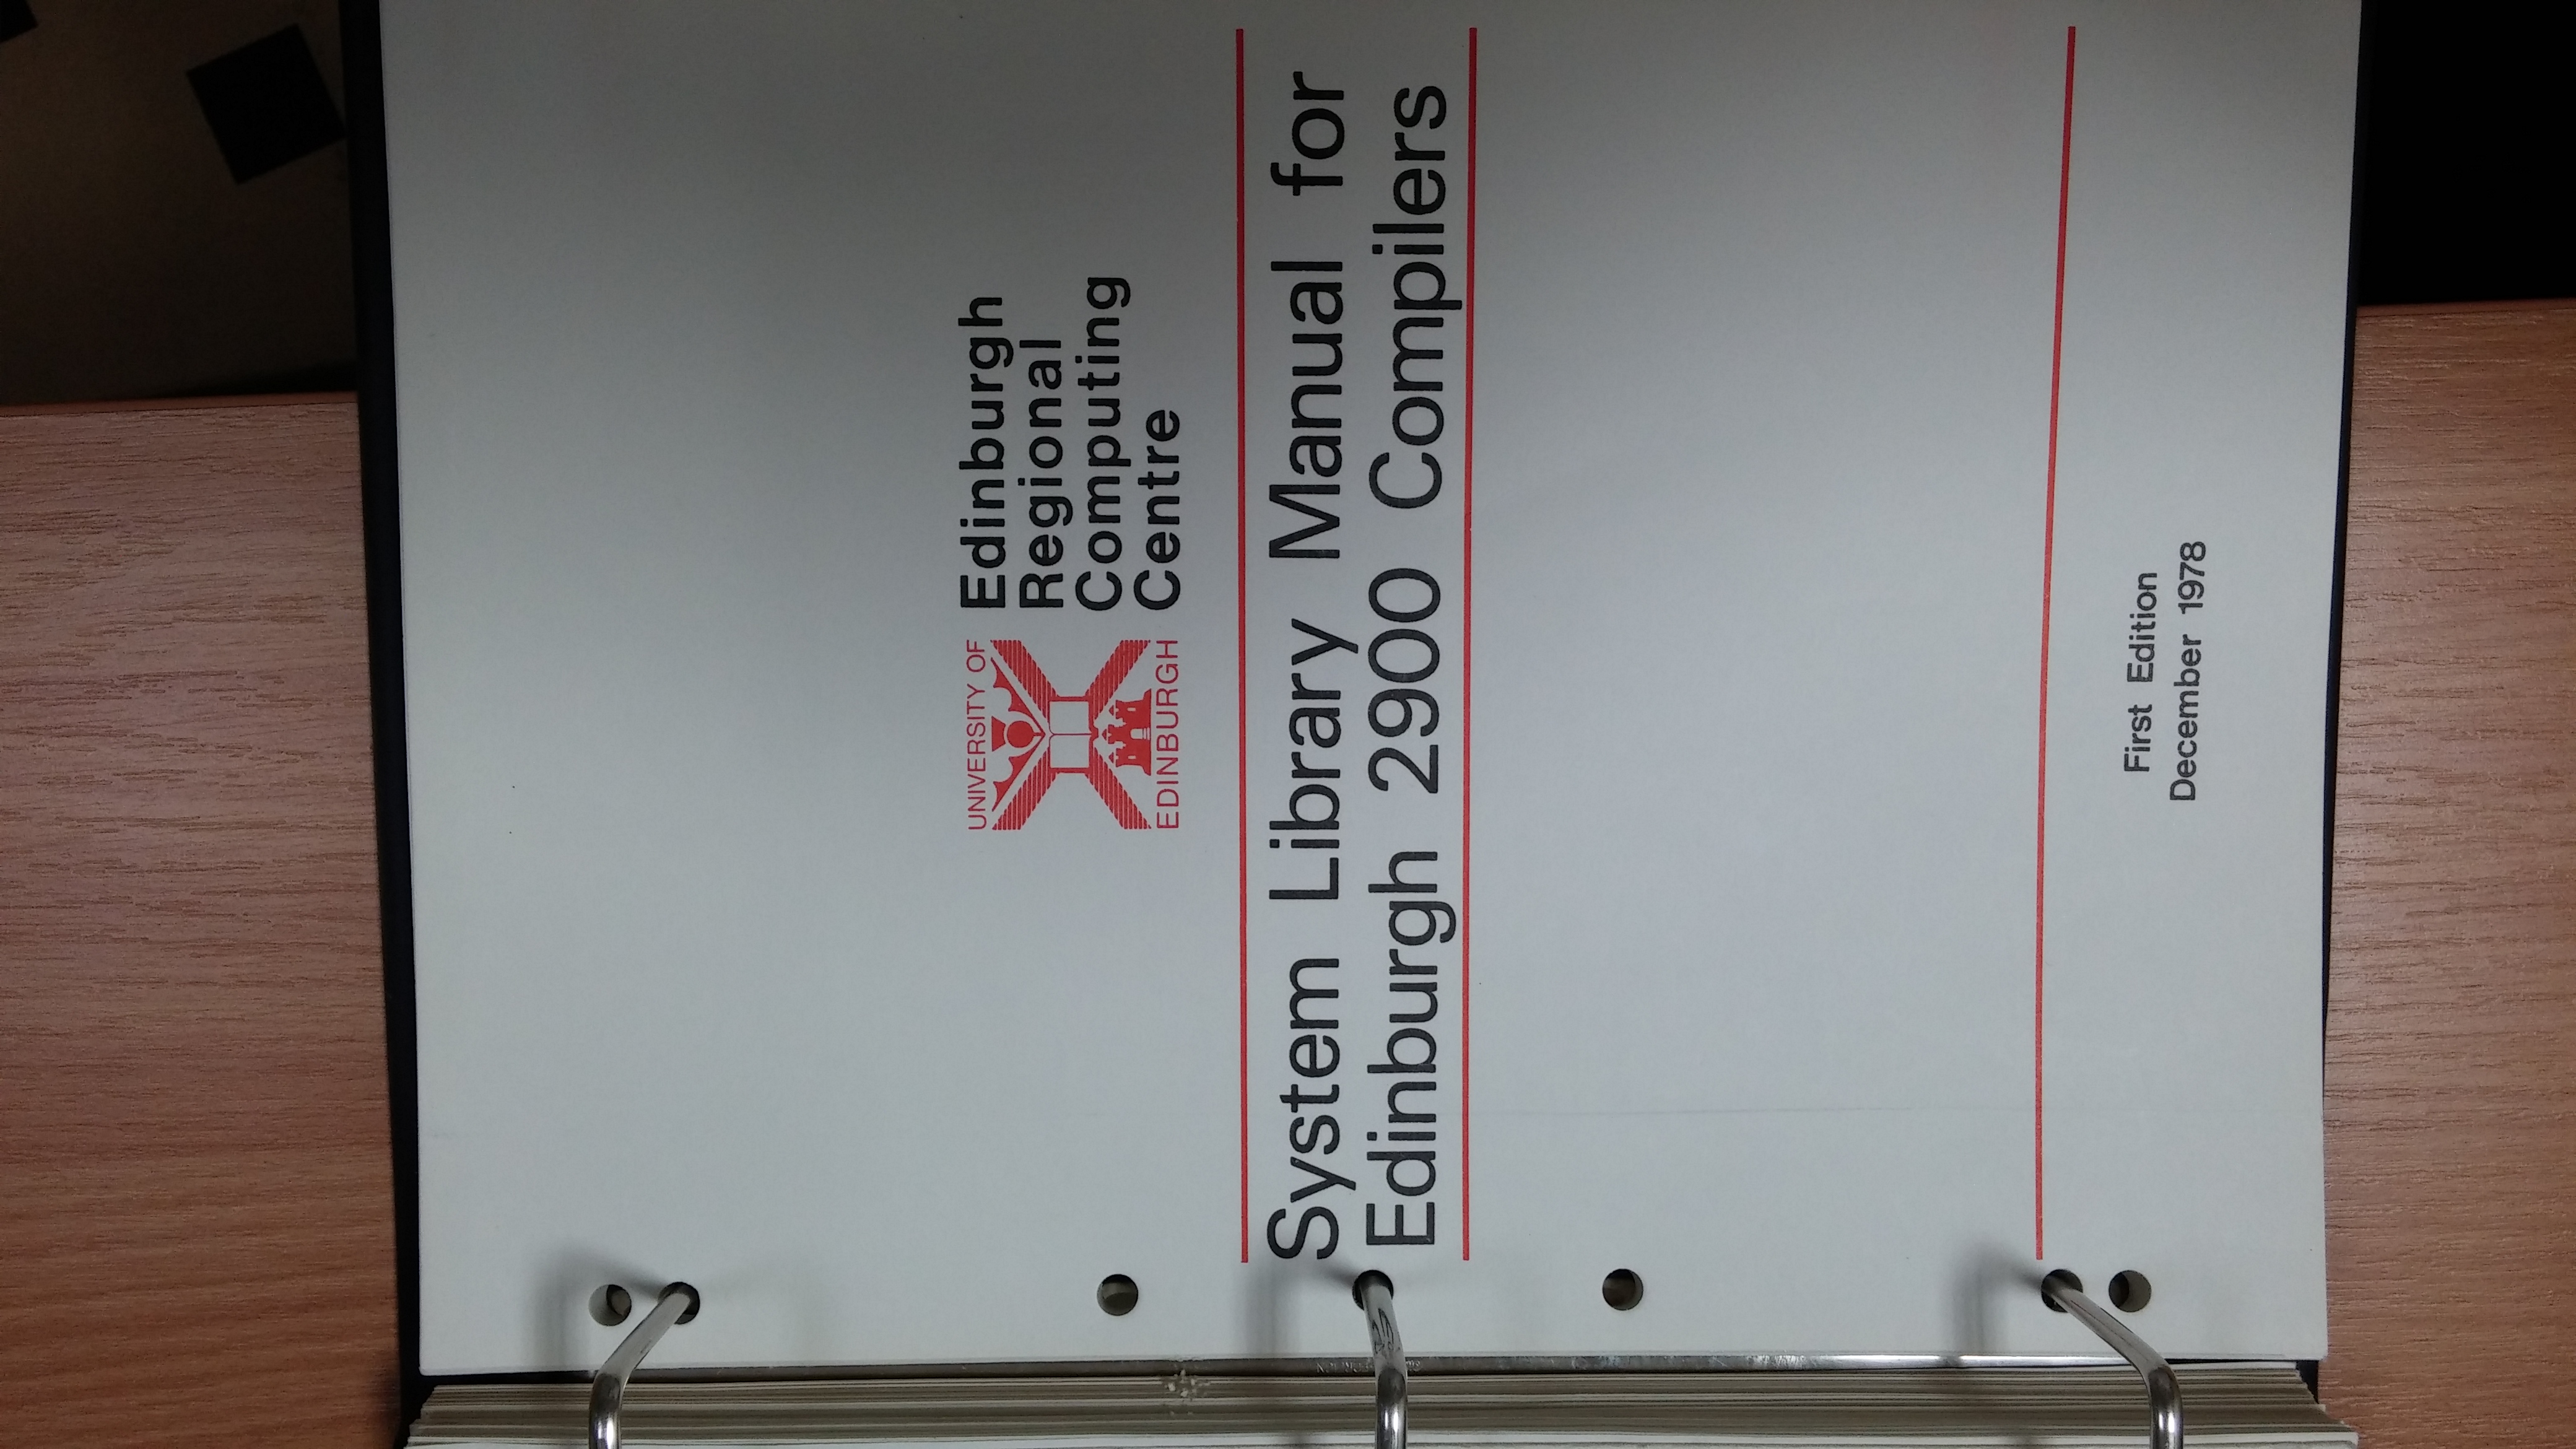 UNIVERSITY OF
EDINBURGH
Edinburgh
Regional
Computing
Centre
System Library Manual for
Edinburgh 2900 Compilers
First Edition
December 1978